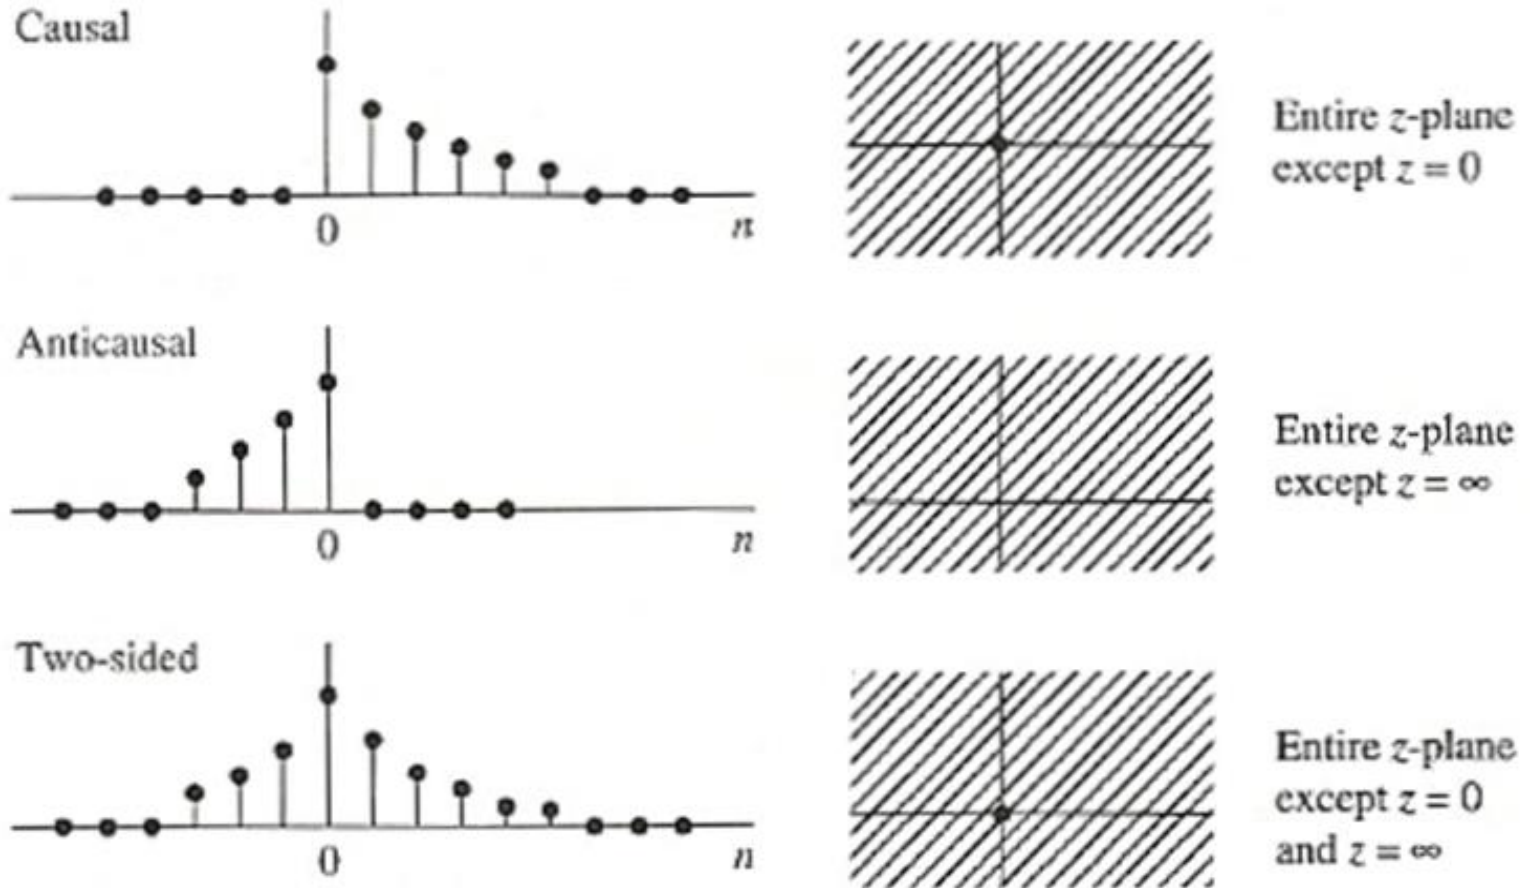 Causal
0
n
Entire z-plane
except z = 0
Anticausal
0
n
Entire z-plane
except z = ∞
Two-sided
0
n
Entire z-plane
except z = 0
and z = ∞